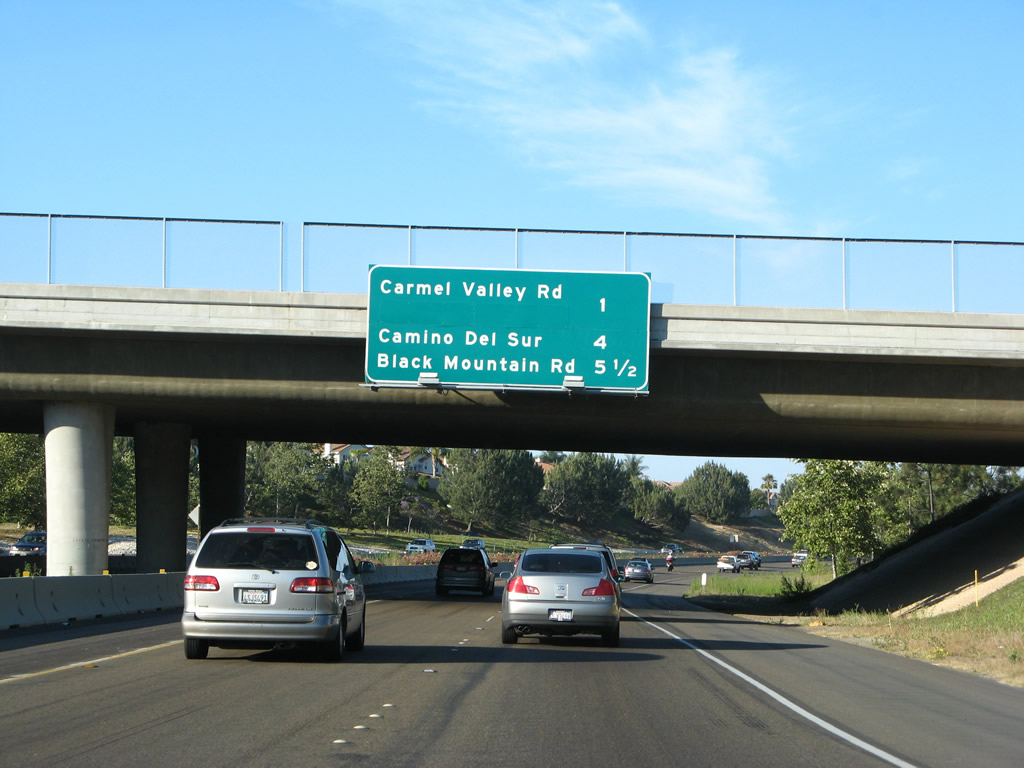 Carmel Valley Rd 1
Camino Del Sur 4
Black Mountain Rd 5 1/2